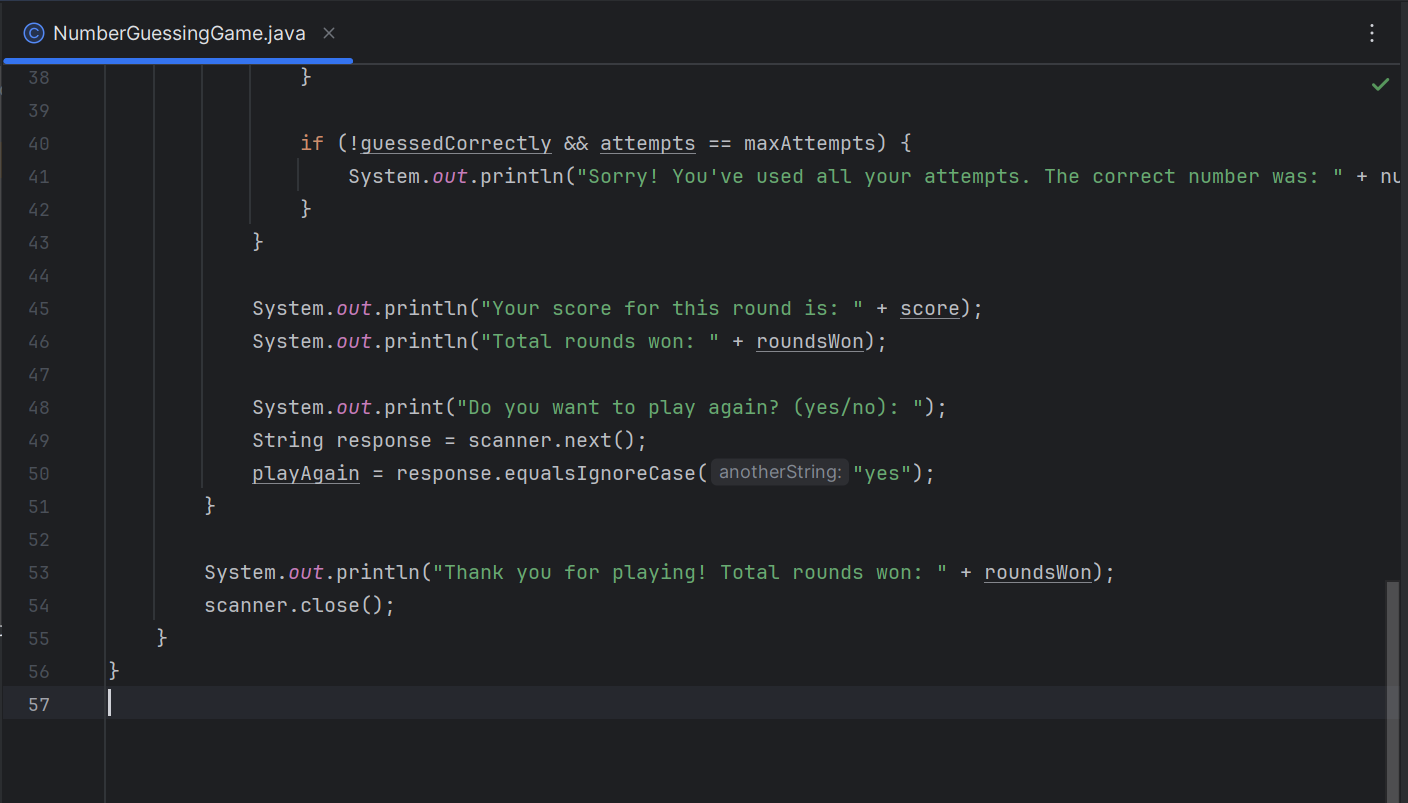 NumberGuessingGame.java
38 }
39
40 if (!guessedCorrectly && attempts == maxAttempts) {
41 System.out.println("Sorry! You've used all your attempts. The correct number was: " + nu
42 }
43 }
44
45 System.out.println("Your score for this round is: " + score);
46 System.out.println("Total rounds won: " + roundsWon);
47
48 System.out.print("Do you want to play again? (yes/no): ");
49 String response = scanner.next();
50 playAgain = response.equalsIgnoreCase( anotherString: "yes");
51 }
52
53 System.out.println("Thank you for playing! Total rounds won: " + roundsWon);
54 scanner.close();
55 }
56 }
57